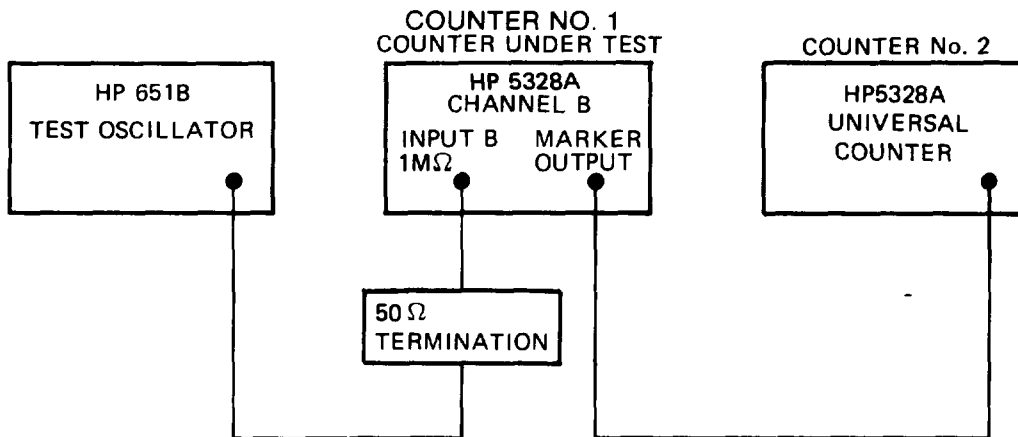 COUNTER NO. 1
COUNTER UNDER TEST
COUNTER No. 2
HP 651B
TEST OSCILLATOR
HP 5328A
CHANNEL B
INPUT B
1MΩ
MARKER
OUTPUT
HP5328A
UNIVERSAL
COUNTER
50 Ω
TERMINATION